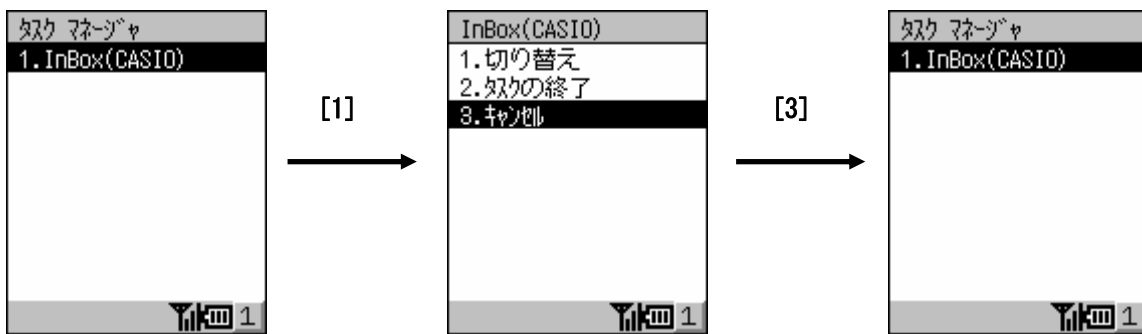 ﾀｽｸ ﾏﾈｰｼﾞｬ
1.InBox(CASIO)
1
[1]
InBox(CASIO)
1.切り替え
2.ﾀｽｸの終了
3.ｷｬﾝｾﾙ
1
[3]
ﾀｽｸ ﾏﾈｰｼﾞｬ
1.InBox(CASIO)
1